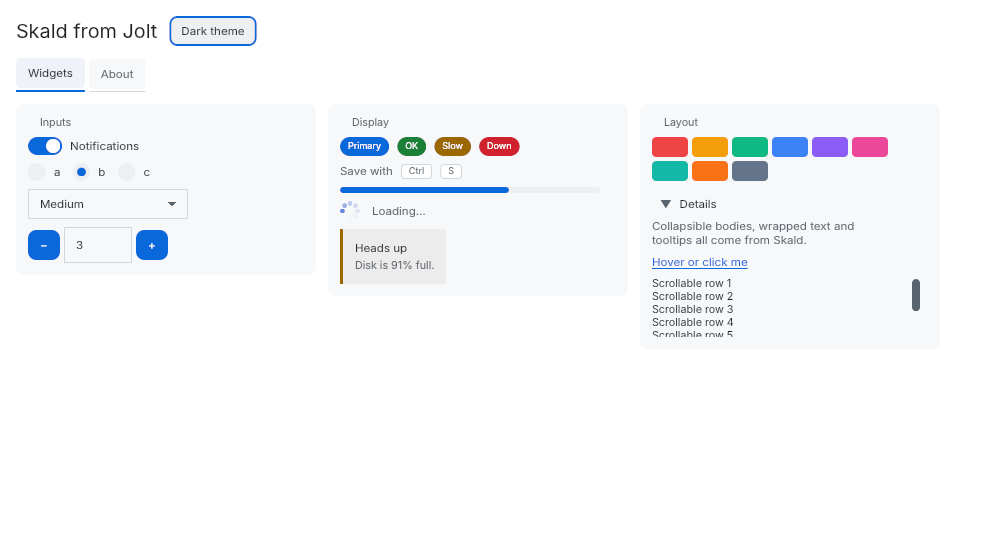 Skald from Jolt
Dark theme
Widgets
About
Inputs
Notifications
a
b
c
Medium
−
3
+
Display
Primary
OK
Slow
Down
Save with
Ctrl
S
Loading...
Heads up
Disk is 91% full.
Layout
Details
Collapsible bodies, wrapped text and
tooltips all come from Skald.
Hover or click me
Scrollable row 1
Scrollable row 2
Scrollable row 3
Scrollable row 4
Scrollable row 5